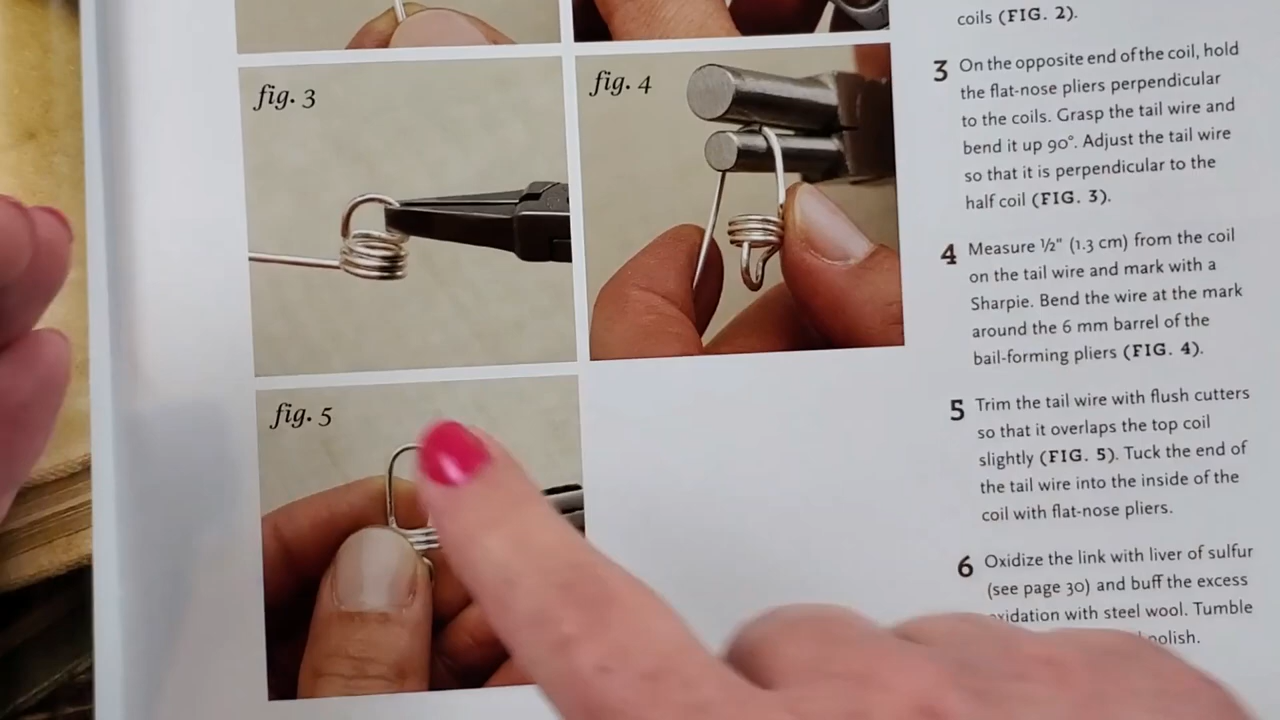 fig. 3
fig. 4
fig. 5
coils (FIG. 2).
3 On the opposite end of the coil, hold
the flat-nose pliers perpendicular
to the coils. Grasp the tail wire and
bend it up 90°. Adjust the tail wire
so that it is perpendicular to the
half coil (FIG. 3).
4 Measure ½" (1.3 cm) from the coil
on the tail wire and mark with a
Sharpie. Bend the wire at the mark
around the 6 mm barrel of the
bail-forming pliers (FIG. 4).
5 Trim the tail wire with flush cutters
so that it overlaps the top coil
slightly (FIG. 5). Tuck the end of
the tail wire into the inside of the
coil with flat-nose pliers.
6 Oxidize the link with liver of sulfur
(see page 30) and buff the excess
oxidation with steel wool. Tumble
polish.